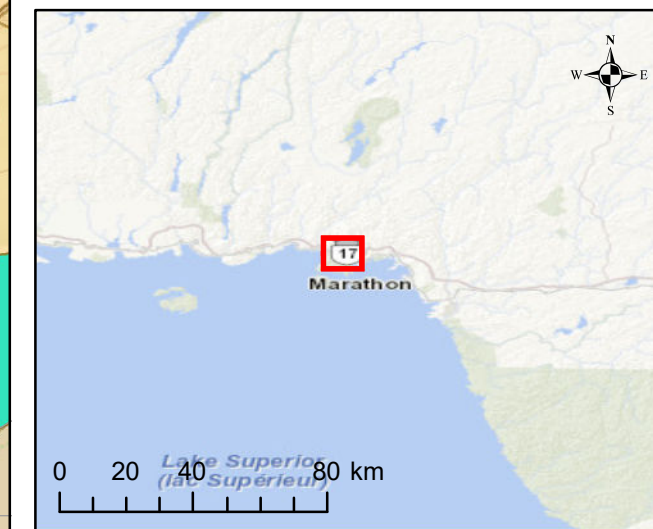 N
W E
S
17
Marathon
Lake Superior
(lac Supérieur)
0 20 40 80 km